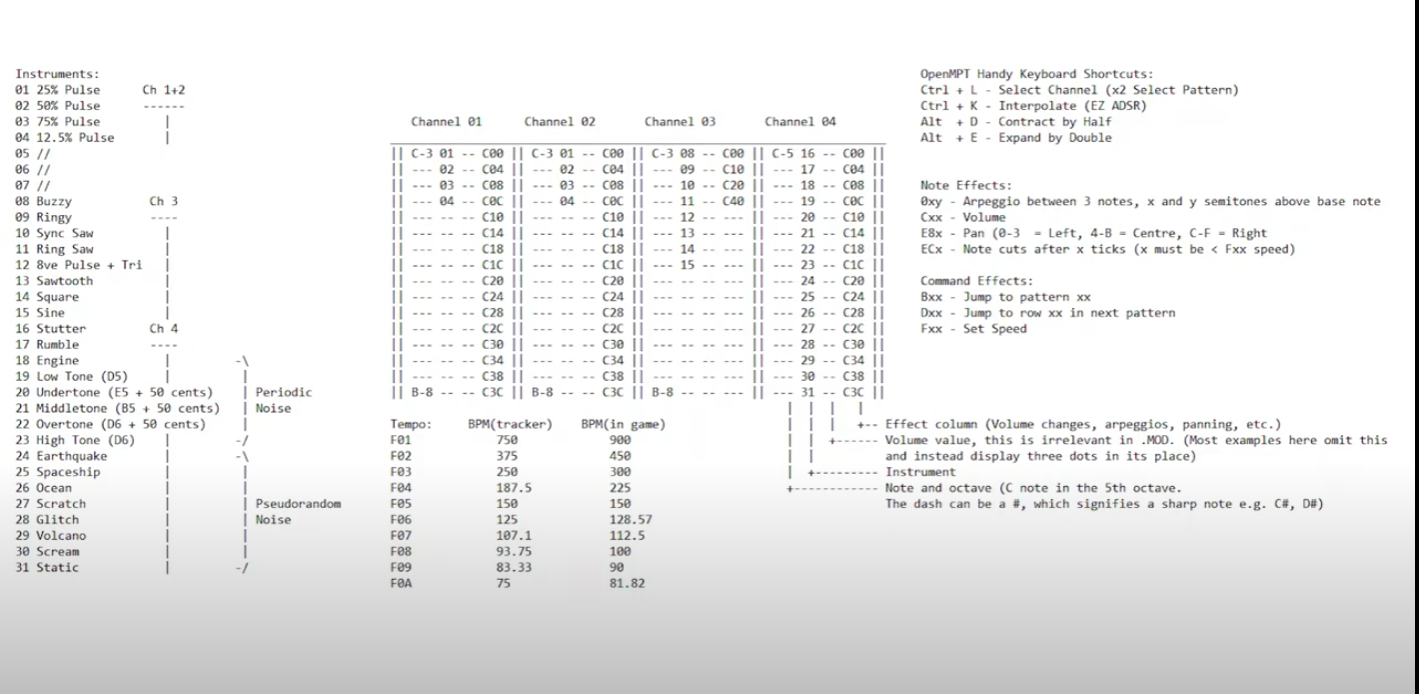 Instruments:
01 25% Pulse Ch 1+2
02 50% Pulse ------
03 75% Pulse |
04 12.5% Pulse |
05 //
06 //
07 //
08 Buzzy Ch 3
09 Ringy ----
10 Sync Saw |
11 Ring Saw |
12 8ve Pulse + Tri |
13 Sawtooth |
14 Square |
15 Sine |
16 Stutter Ch 4
17 Rumble ----
18 Engine | -\
19 Low Tone (D5) | |
20 Undertone (E5 + 50 cents) | Periodic
21 Middletone (B5 + 50 cents) | Noise
22 Overtone (D6 + 50 cents) |
23 High Tone (D6) | -/
24 Earthquake | -\
25 Spaceship | |
26 Ocean | |
27 Scratch | | Pseudorandom
28 Glitch | | Noise
29 Volcano | |
30 Scream | |
31 Static | -/
Channel 01 Channel 02 Channel 03 Channel 04
|| C-3 01 -- C00 || C-3 01 -- C00 || C-3 08 -- C00 || C-5 16 -- C00 ||
|| --- 02 -- C04 || --- 02 -- C04 || --- 09 -- C10 || --- 17 -- C04 ||
|| --- 03 -- C08 || --- 03 -- C08 || --- 10 -- C20 || --- 18 -- C08 ||
|| --- 04 -- C0C || --- 04 -- C0C || --- 11 -- C40 || --- 19 -- C0C ||
|| --- -- -- C10 || --- -- -- C10 || --- 12 -- --- || --- 20 -- C10 ||
|| --- -- -- C14 || --- -- -- C14 || --- 13 -- --- || --- 21 -- C14 ||
|| --- -- -- C18 || --- -- -- C18 || --- 14 -- --- || --- 22 -- C18 ||
|| --- -- -- C1C || --- -- -- C1C || --- 15 -- --- || --- 23 -- C1C ||
|| --- -- -- C20 || --- -- -- C20 || --- -- -- --- || --- 24 -- C20 ||
|| --- -- -- C24 || --- -- -- C24 || --- -- -- --- || --- 25 -- C24 ||
|| --- -- -- C28 || --- -- -- C28 || --- -- -- --- || --- 26 -- C28 ||
|| --- -- -- C2C || --- -- -- C2C || --- -- -- --- || --- 27 -- C2C ||
|| --- -- -- C30 || --- -- -- C30 || --- -- -- --- || --- 28 -- C30 ||
|| --- -- -- C34 || --- -- -- C34 || --- -- -- --- || --- 29 -- C34 ||
|| --- -- -- C38 || --- -- -- C38 || --- -- -- --- || --- 30 -- C38 ||
|| B-8 -- -- C3C || B-8 -- -- C3C || B-8 -- -- --- || --- 31 -- C3C ||
| | | |
| | | +-- Effect column (Volume changes, arpeggios, panning, etc.)
| | +------ Volume value, this is irrelevant in .MOD. (Most examples here omit this
| | and instead display three dots in its place)
| +--------- Instrument
+------------ Note and octave (C note in the 5th octave.
The dash can be a #, which signifies a sharp note e.g. C#, D#)
Tempo: BPM(tracker) BPM(in game)
F01 750 900
F02 375 450
F03 250 300
F04 187.5 225
F05 150 150
F06 125 128.57
F07 107.1 112.5
F08 93.75 100
F09 83.33 90
F0A 75 81.82
OpenMPT Handy Keyboard Shortcuts:
Ctrl + L - Select Channel (x2 Select Pattern)
Ctrl + K - Interpolate (EZ ADSR)
Alt + D - Contract by Half
Alt + E - Expand by Double
Note Effects:
0xy - Arpeggio between 3 notes, x and y semitones above base note
Cxx - Volume
E8x - Pan (0-3 = Left, 4-B = Centre, C-F = Right
ECx - Note cuts after x ticks (x must be < Fxx speed)
Command Effects:
Bxx - Jump to pattern xx
Dxx - Jump to row xx in next pattern
Fxx - Set Speed